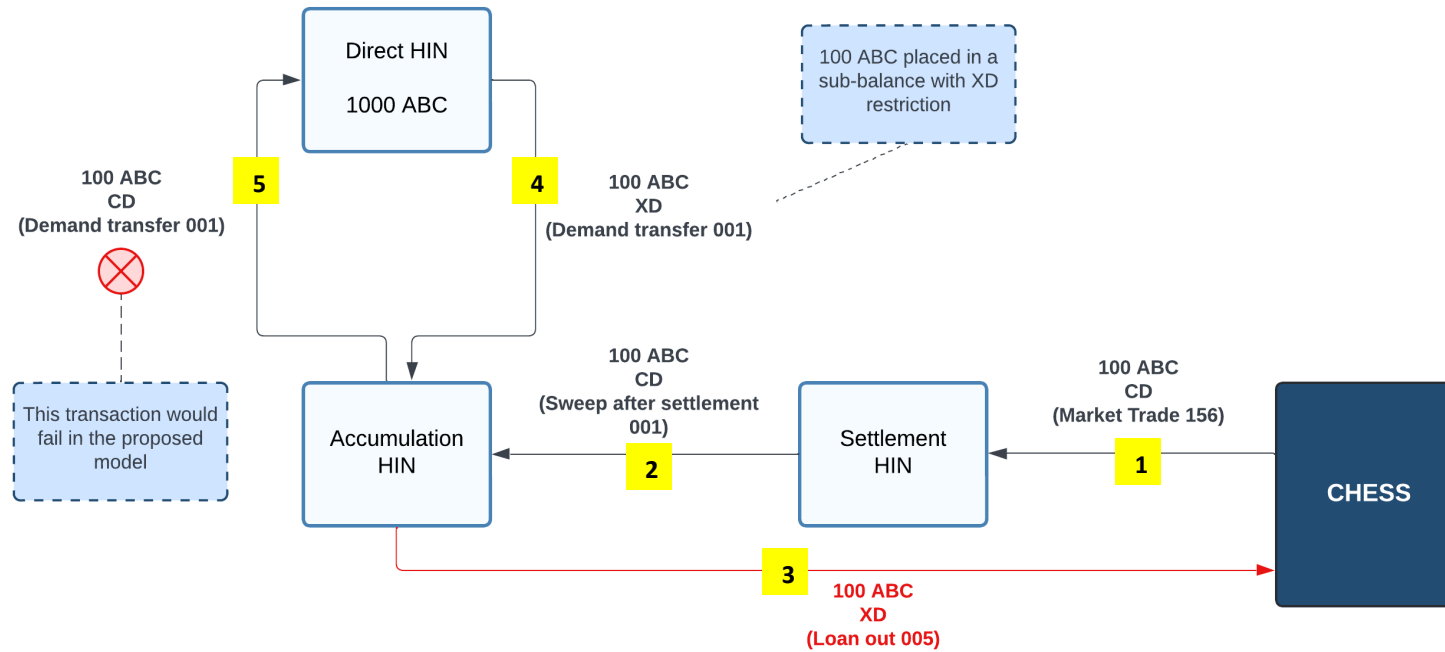 Direct HIN
1000 ABC
100 ABC placed in a
sub-balance with XD
restriction
5
4
100 ABC
CD
(Demand transfer 001)
100 ABC
XD
(Demand transfer 001)
This transaction would
fail in the proposed
model
Accumulation
HIN
100 ABC
CD
(Sweep after settlement
001)
2
Settlement
HIN
100 ABC
CD
(Market Trade 156)
1
CHESS
3
100 ABC
XD
(Loan out 005)